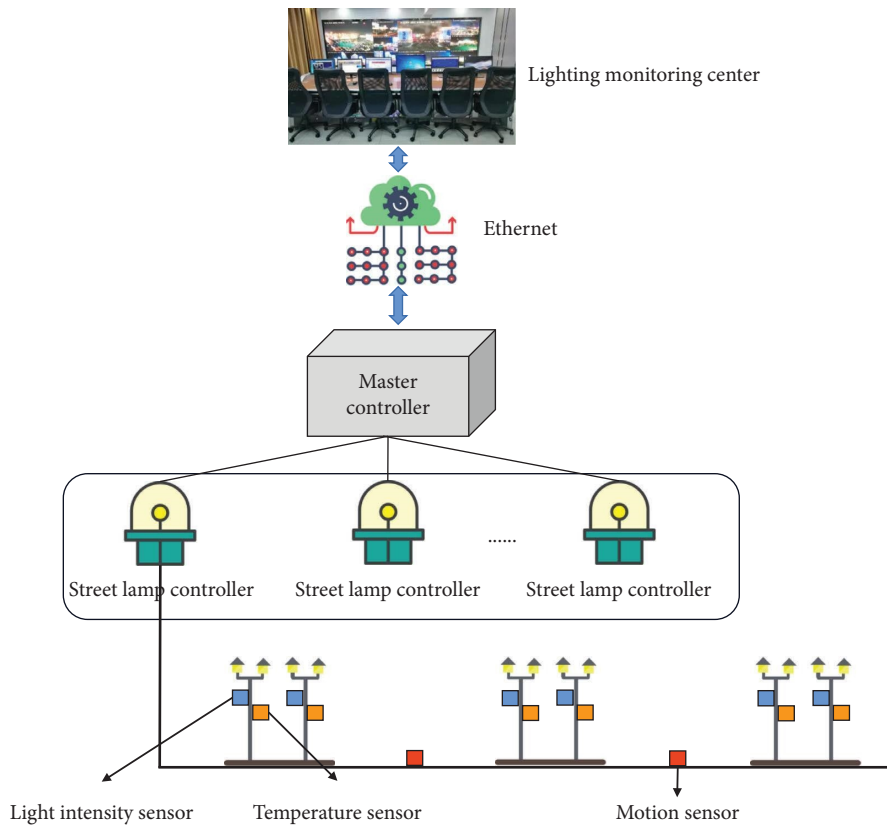 Lighting monitoring center
Ethernet
Master
controller
......
Street lamp controller
Street lamp controller
Street lamp controller
Light intensity sensor
Temperature sensor
Motion sensor